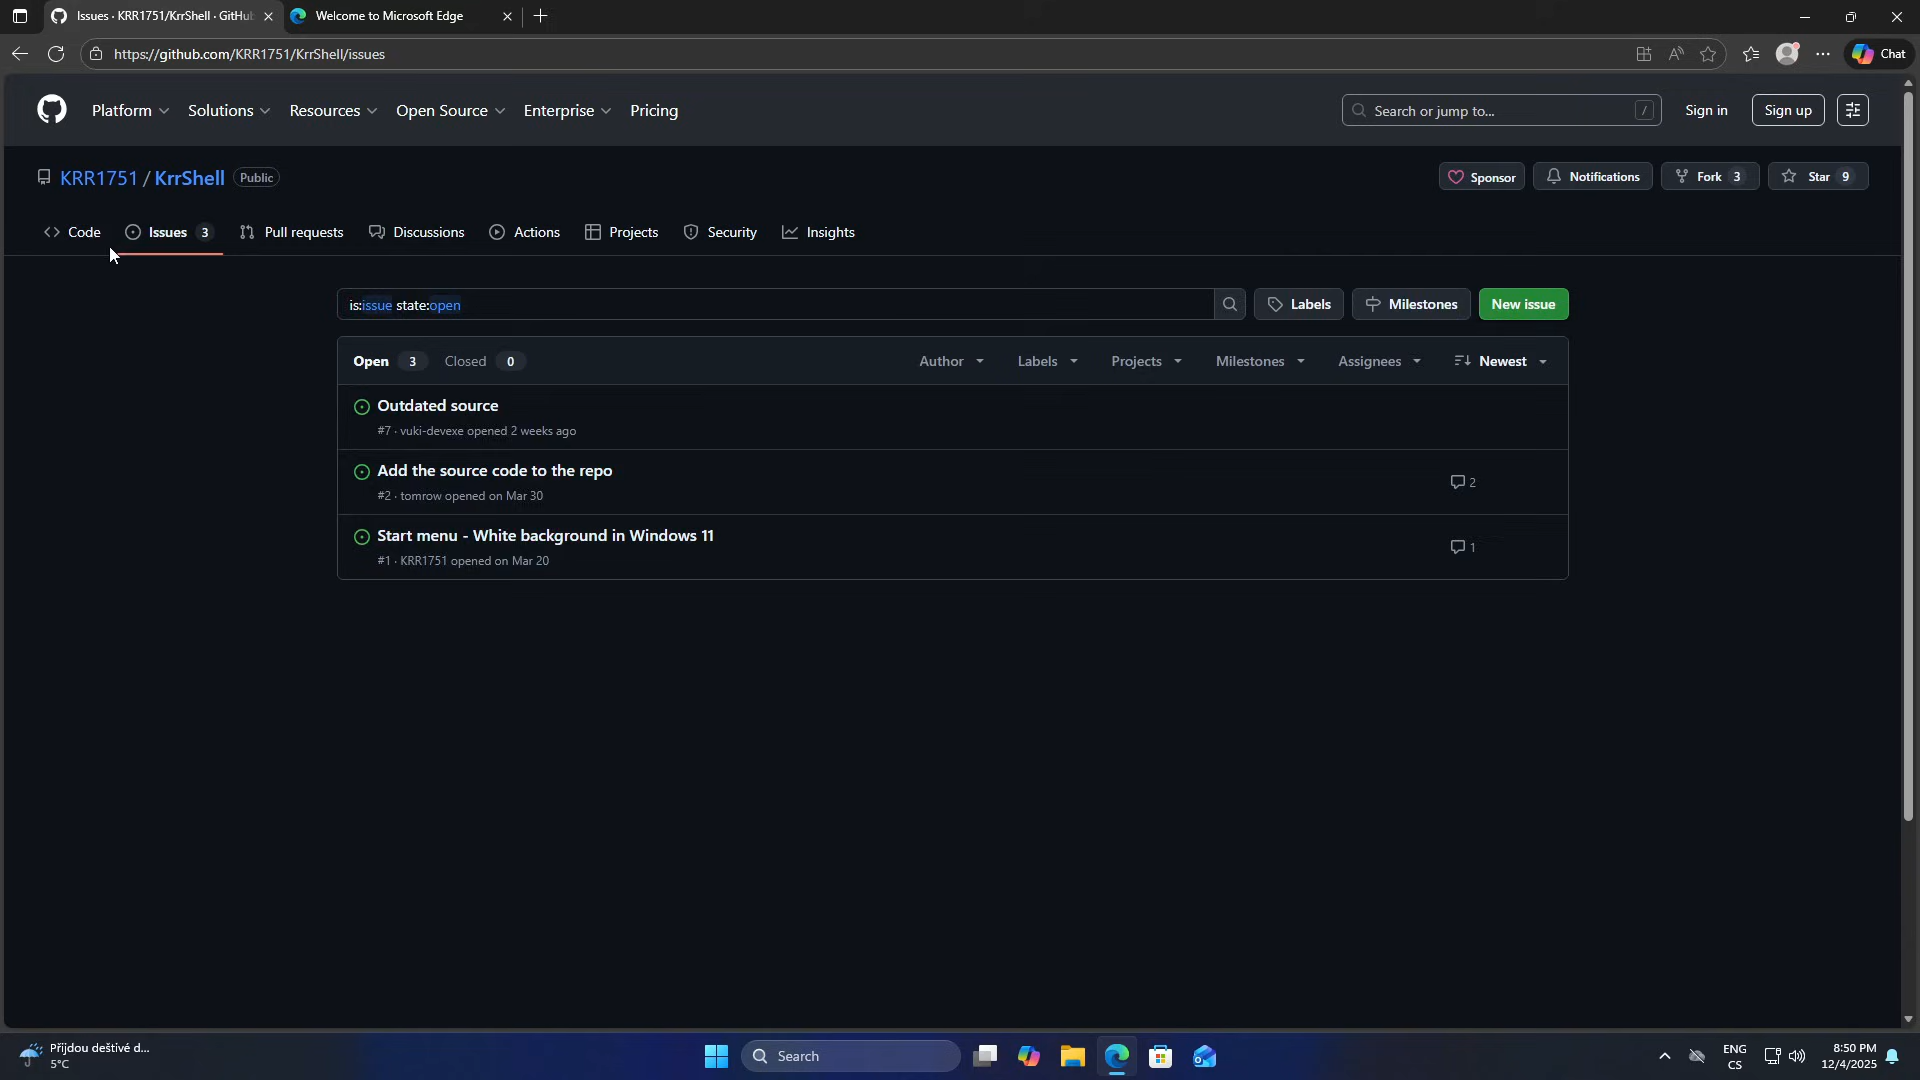 Issues · KRR1751/KrrShell · GitHu
Welcome to Microsoft Edge
https://github.com/KRR1751/KrrShell/issues
Chat
Platform
Solutions
Resources
Open Source
Enterprise
Pricing
Search or jump to...
/
Sign in
Sign up
KRR1751 / KrrShell
Public
Sponsor
Notifications
Fork 3
Star 9
Code
Issues 3
Pull requests
Discussions
Actions
Projects
Security
Insights
is:issue state:open
Labels
Milestones
New issue
Open 3
Closed 0
Author
Labels
Projects
Milestones
Assignees
Newest
Outdated source
#7 · vuki-devexe opened 2 weeks ago
Add the source code to the repo
2
#2 · tomrow opened on Mar 30
Start menu - White background in Windows 11
1
#1 · KRR1751 opened on Mar 20
Přijdou deštivé d...
5°C
Search
ENG
CS
8:50 PM
12/4/2025